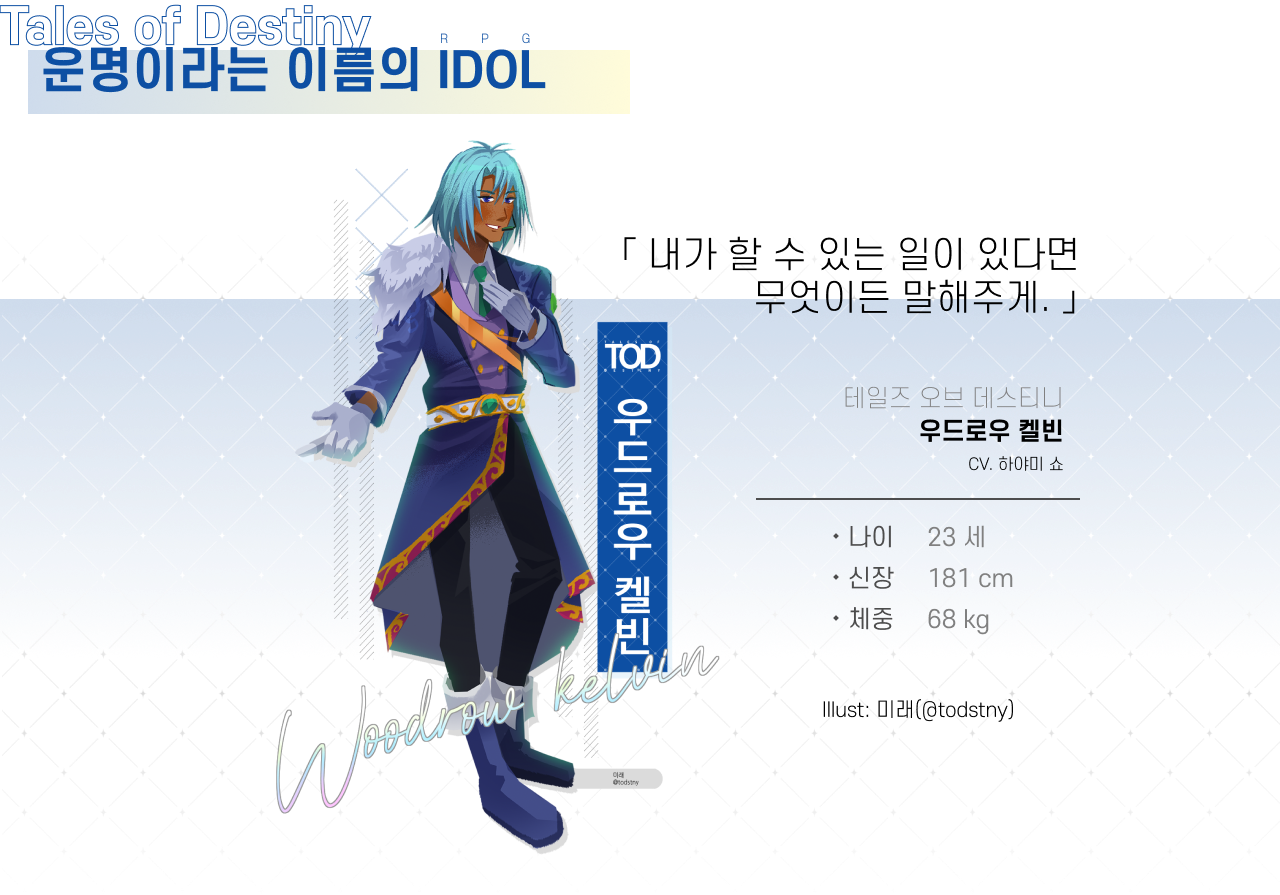 Tales of Destiny
R P G
운명이라는 이름의 IDOL
「 내가 할 수 있는 일이 있다면
무엇이든 말해주게. 」
TALES OF
TOD
DESTINY
우드로우 켈빈
테일즈 오브 데스티니
우드로우 켈빈
CV. 하야미 쇼
· 나이 23 세
· 신장 181 cm
· 체중 68 kg
Woodrow kelvin
Illust: 미래(@todstny)
미래
@todstny